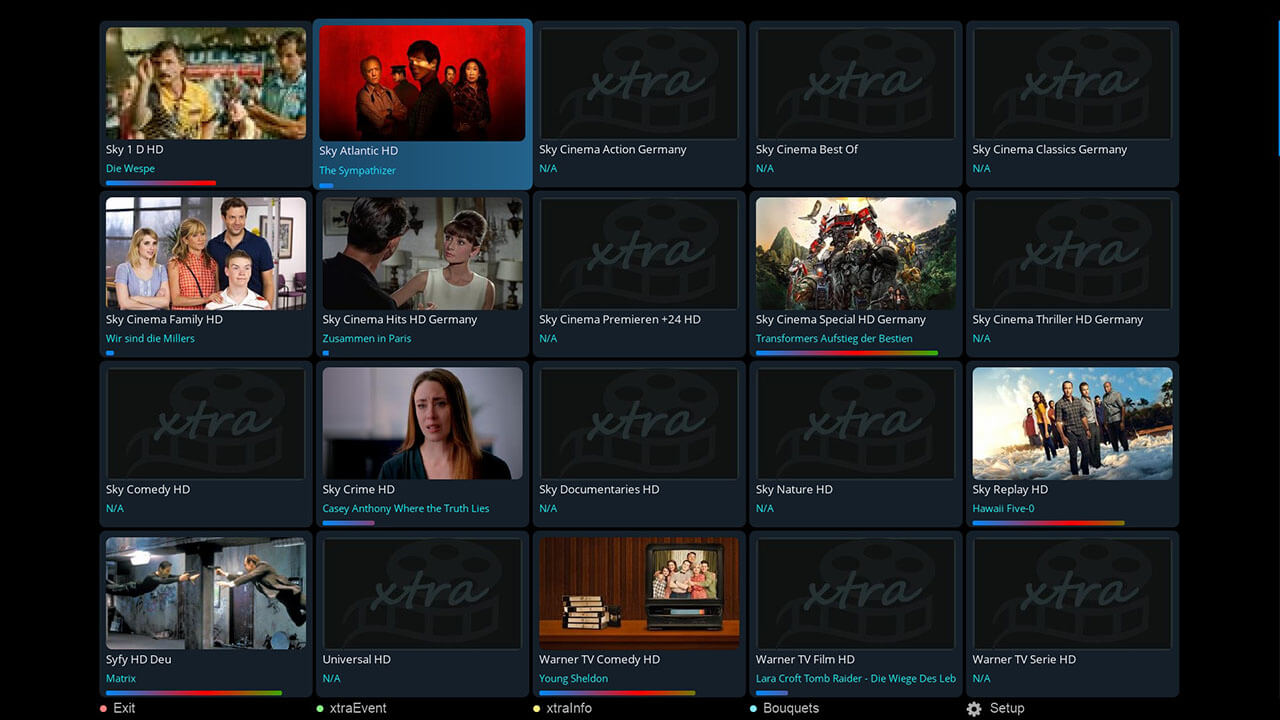 Sky 1 D HD
Die Wespe
Sky Atlantic HD
The Sympathizer
xtra
Sky Cinema Action Germany
N/A
xtra
Sky Cinema Best Of
N/A
xtra
Sky Cinema Classics Germany
N/A
Sky Cinema Family HD
Wir sind die Millers
Sky Cinema Hits HD Germany
Zusammen in Paris
xtra
Sky Cinema Premieren +24 HD
N/A
Sky Cinema Special HD Germany
Transformers Aufstieg der Bestien
xtra
Sky Cinema Thriller HD Germany
N/A
xtra
Sky Comedy HD
N/A
Sky Crime HD
Casey Anthony Where the Truth Lies
xtra
Sky Documentaries HD
N/A
xtra
Sky Nature HD
N/A
Sky Replay HD
Hawaii Five-0
Syfy HD Deu
Matrix
xtra
Universal HD
N/A
Warner TV Comedy HD
Young Sheldon
xtra
Warner TV Film HD
Lara Croft Tomb Raider - Die Wiege Des Leb
xtra
Warner TV Serie HD
N/A
Exit
xtraEvent
xtraInfo
Bouquets
Setup